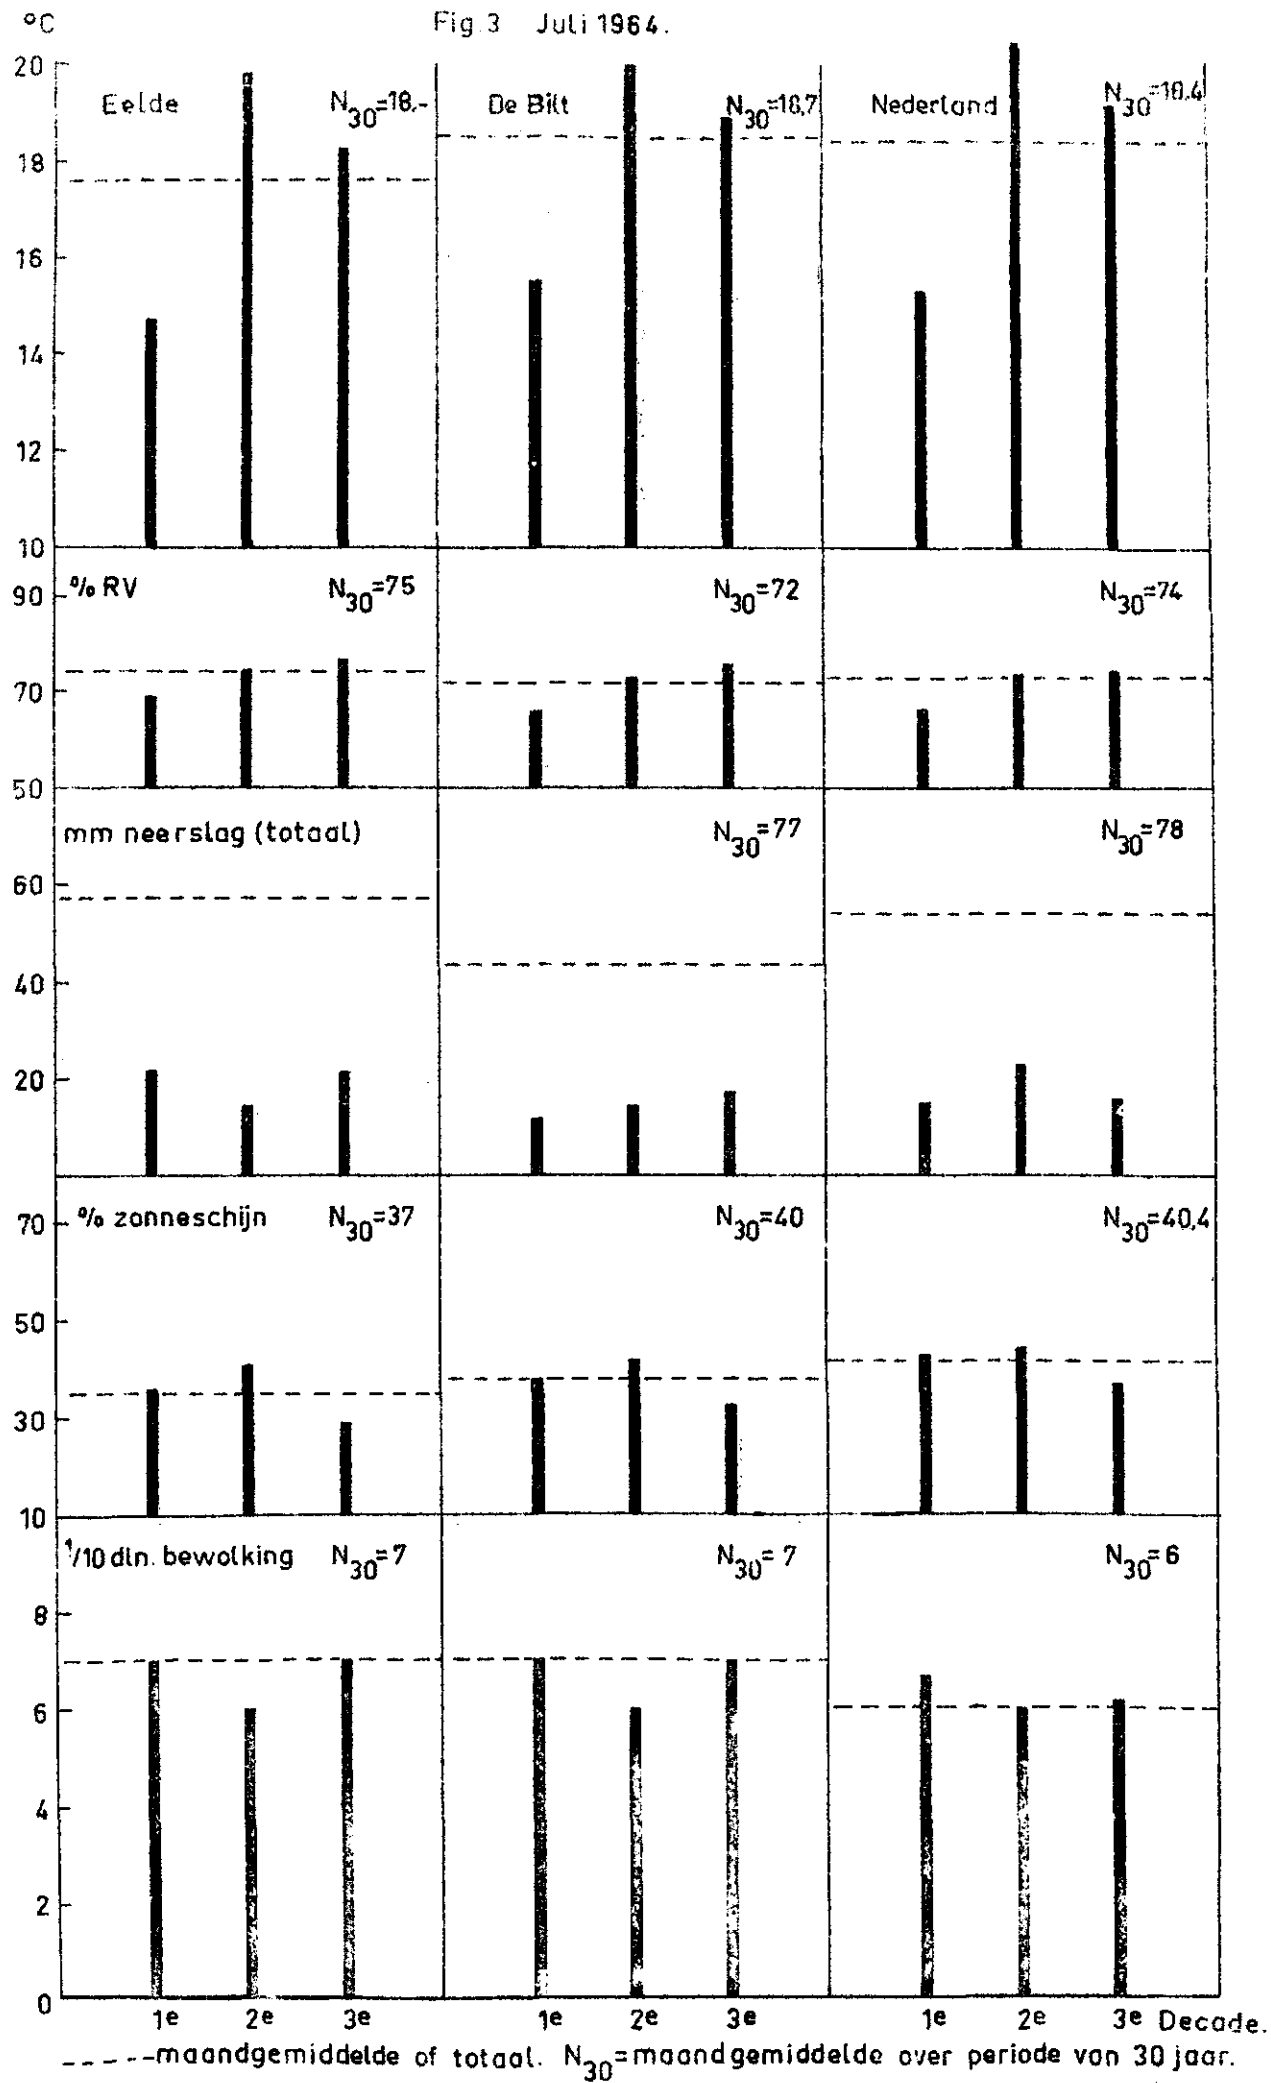 °C
Fig. 3 Juli 1964.
20
Eelde N30=18.-
De Bilt N30=18,7
Nederland N30=18.4
18
16
14
12
10
% RV N30=75 N30=72 N30=74
90
70
50
mm neerslag (totaal) N30=77 N30=78
60
40
20
% zonneschijn N30=37 N30=40 N30=40,4
70
50
30
10
1/10 dln. bewolking N30=7 N30=7 N30=6
8
6
4
2
0
1e 2e 3e 1e 2e 3e 1e 2e 3e Decade.
-----maandgemiddelde of totaal. N30=maandgemiddelde over periode van 30 jaar.